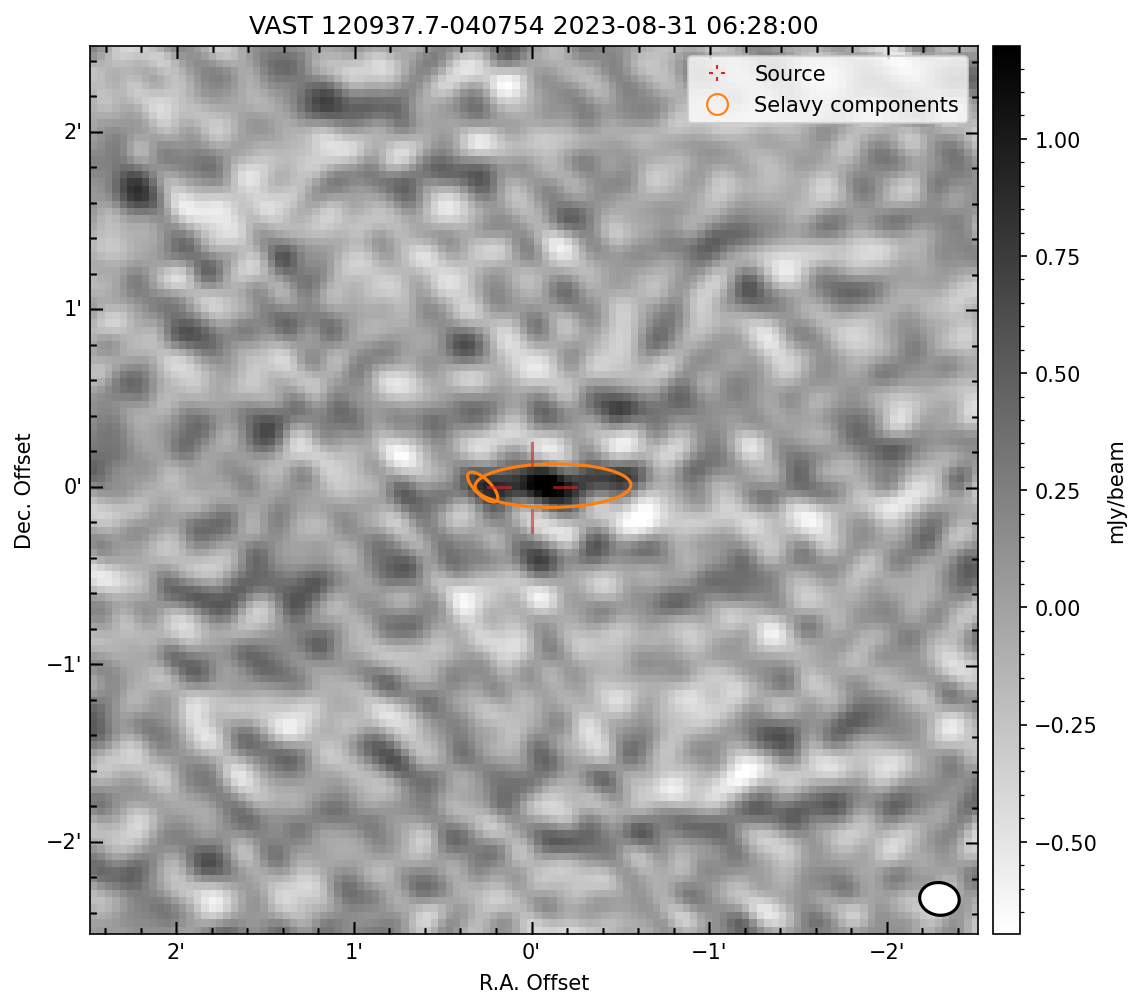 VAST 120937.7-040754 2023-08-31 06:28:00
Source
Selavy components
2'
1'
0'
−1'
−2'
Dec. Offset
2'
1'
0'
−1'
−2'
R.A. Offset
1.00
0.75
0.50
0.25
0.00
−0.25
−0.50
mJy/beam